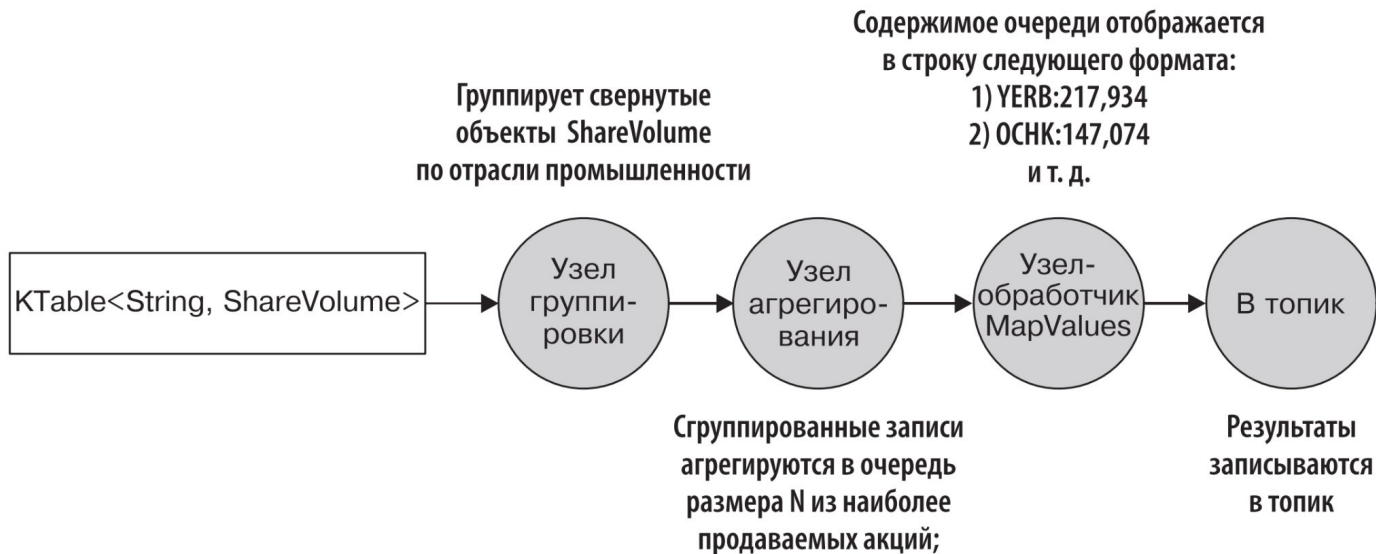 Содержимое очереди отображается
в строку следующего формата:
1) YERB:217,934
2) OCHK:147,074
и т. д.
Группирует свернутые
объекты ShareVolume
по отрасли промышленности
KTable<String, ShareVolume>
Узел
группи-
ровки
Узел
агрегиро-
вания
Узел-
обработчик
MapValues
В топик
Сгруппированные записи
агрегируются в очередь
размера N из наиболее
продаваемых акций;
Результаты
записываются
в топик